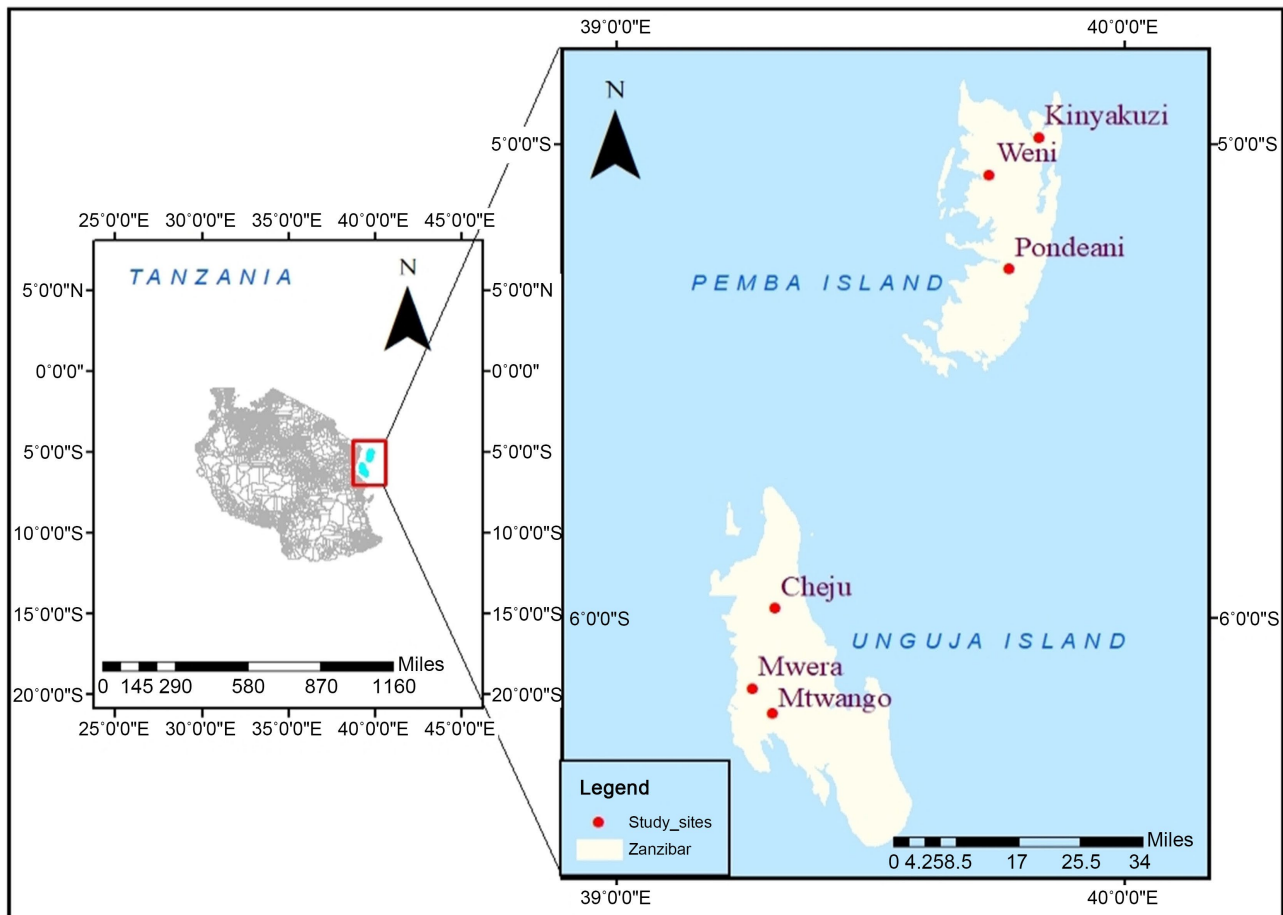 39°0'0"E 40°0'0"E
N
Kinyakuzi
5°0'0"S 5°0'0"S
Weni
25°0'0"E 30°0'0"E 35°0'0"E 40°0'0"E 45°0'0"E
Pondeani
TANZANIA
N
PEMBA ISLAND
5°0'0"N 5°0'0"N
0°0'0" 0°0'0"
5°0'0"S 5°0'0"S
10°0'0"S 10°0'0"S
Cheju
15°0'0"S 15°0'0"S
6°0'0"S 6°0'0"S
UNGUJA ISLAND
Mwera
Miles
0 145 290 580 870 1160
Mtwango
20°0'0"S 20°0'0"S
25°0'0"E 30°0'0"E 35°0'0"E 40°0'0"E 45°0'0"E
Legend
Study_sites
Zanzibar
Miles
0 4.25 8.5 17 25.5 34
39°0'0"E 40°0'0"E